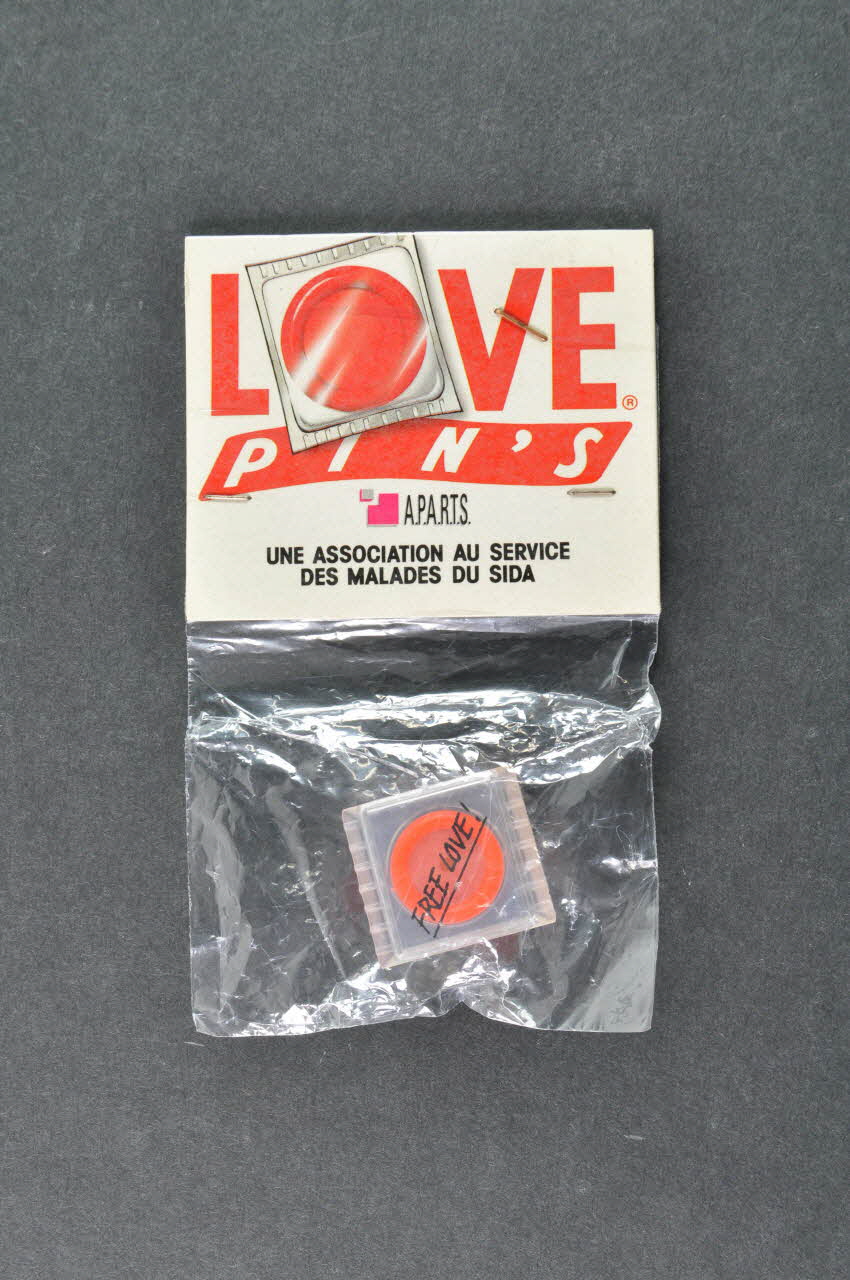 LOVE®
PIN'S
A.P.A.R.T.S.
UNE ASSOCIATION AU SERVICE
DES MALADES DU SIDA
FREE LOVE!